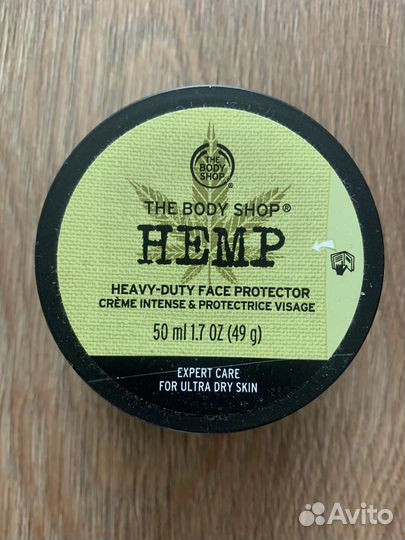 THE
BODY
SHOP®
THE BODY SHOP®
HEMP
HEAVY-DUTY FACE PROTECTOR
CRÈME INTENSE & PROTECTRICE VISAGE
50 ml 1.7 OZ (49 g)
EXPERT CARE
FOR ULTRA DRY SKIN
Avito